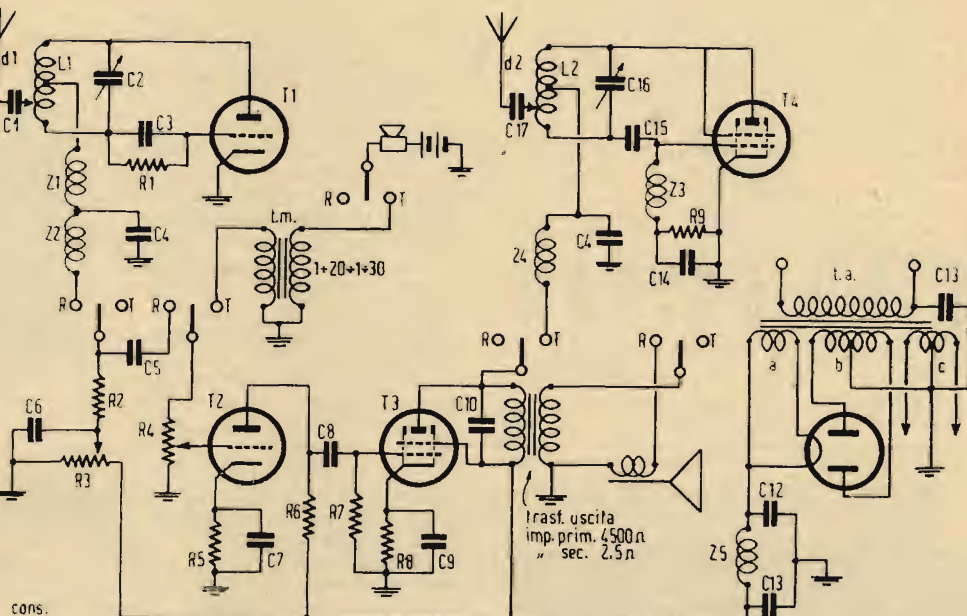 d1
L1
C2
T1
C1
C3
R1
Z1
Z2
C4
R
T
R
T
C5
t.m.
1÷20÷1÷30
R
T
d2
L2
C16
T4
C17
C15
Z3
R9
C14
Z4
C4
R
T
R
T
t.a.
C13
a
b
c
C6
R2
R3
R4
T2
R5
C7
R6
C8
R7
T3
R8
C9
C10
trasf. uscita
imp. prim. 4500Ω
" sec. 2.5Ω
C12
Z5
C13
cons.